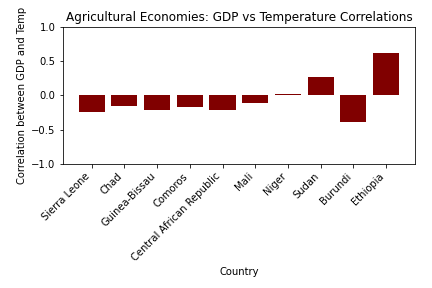 Agricultural Economies: GDP vs Temperature Correlations
Correlation between GDP and Temp
1.0
0.5
0.0
−0.5
−1.0
Sierra Leone
Chad
Guinea-Bissau
Comoros
Central African Republic
Mali
Niger
Sudan
Burundi
Ethiopia
Country